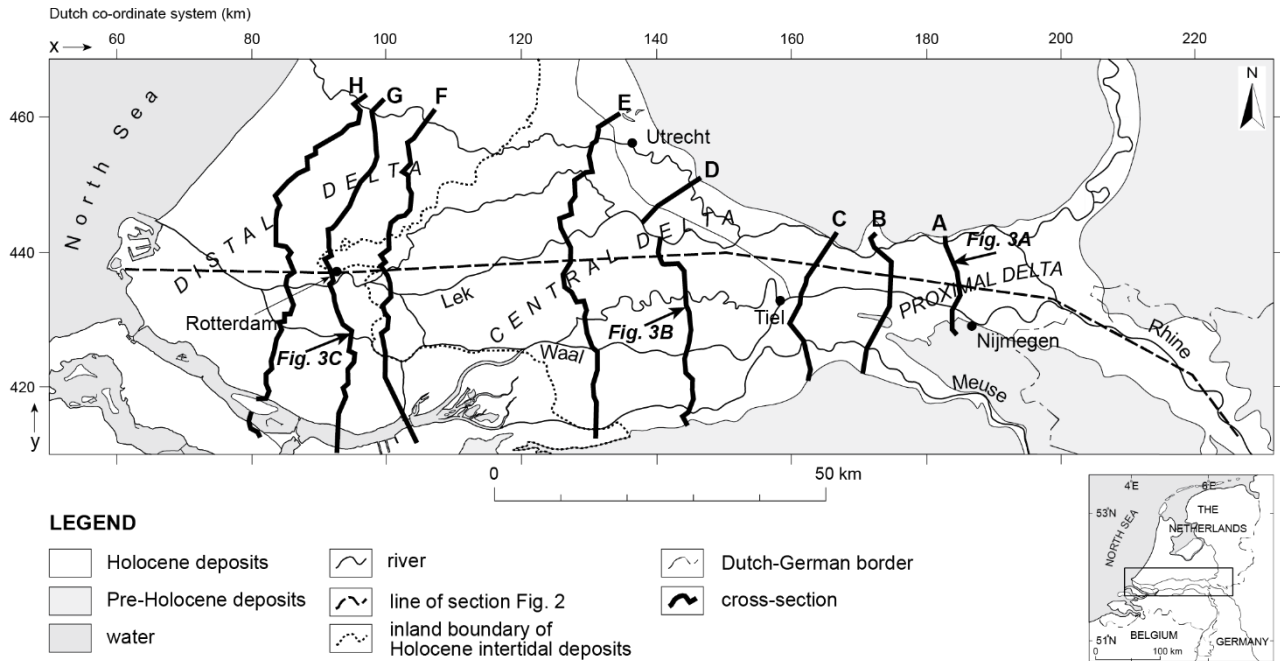 Dutch co-ordinate system (km)
x
60 80 100 120 140 160 180 200 220
460
440
420
y
North Sea
H
G
F
E
D
C
B
A
N
Utrecht
DISTAL DELTA
CENTRAL DELTA
PROXIMAL DELTA
Fig. 3A
Fig. 3B
Fig. 3C
Rotterdam
Lek
Waal
Tiel
Nijmegen
Meuse
Rhine
0 50 km
LEGEND
Holocene deposits
Pre-Holocene deposits
water
river
line of section Fig. 2
inland boundary of
Holocene intertidal deposits
Dutch-German border
cross-section
4°E 6°E
53°N
THE
NETHERLANDS
NORTH SEA
51°N
BELGIUM
GERMANY
0 100 km